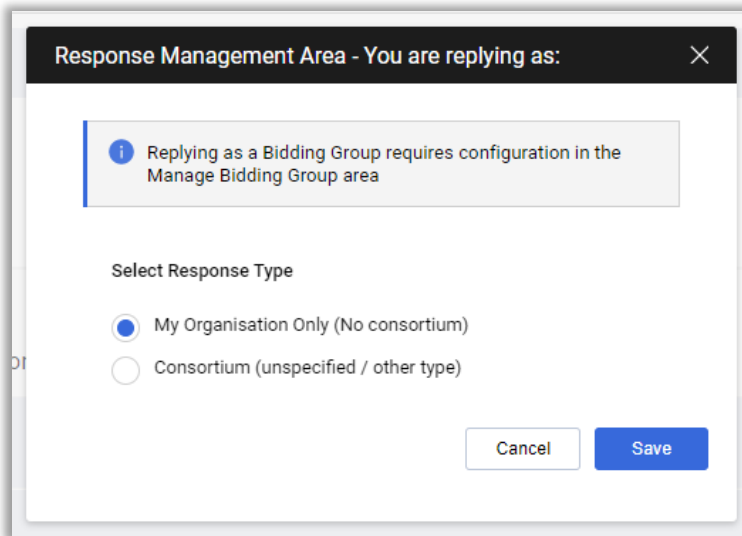 Response Management Area - You are replying as:
Replying as a Bidding Group requires configuration in the
Manage Bidding Group area
Select Response Type
My Organisation Only (No consortium)
Consortium (unspecified / other type)
Cancel Save